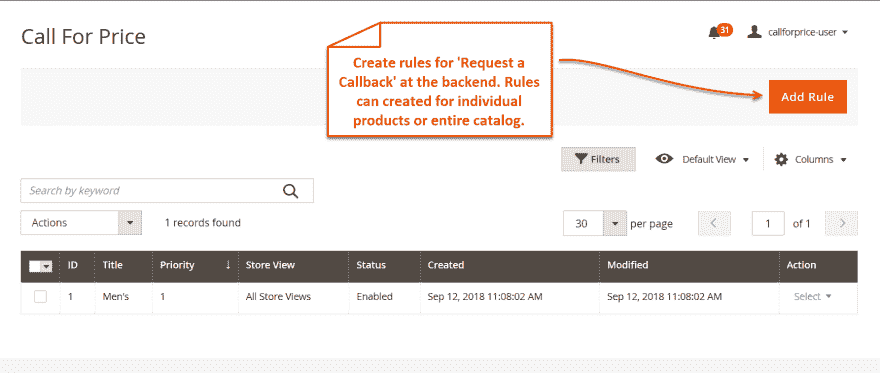 Call For Price
31
callforprice-user
Create rules for 'Request a
Callback' at the backend. Rules
can created for individual
products or entire catalog.
Add Rule
Filters
Default View
Columns
Search by keyword
Actions
1 records found
30
per page
1
of 1
ID Title Priority ↓ Store View Status Created Modified Action
1 Men's 1 All Store Views Enabled Sep 12, 2018 11:08:02 AM Sep 12, 2018 11:08:02 AM Select